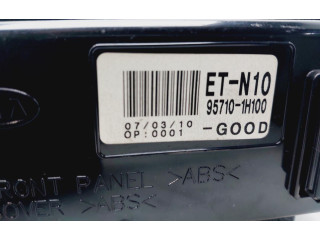 ET-N10
95710-1H100
07/03/10
OP:0001
-GOOD
FRONT PANEL >ABS<
COVER >ABS<